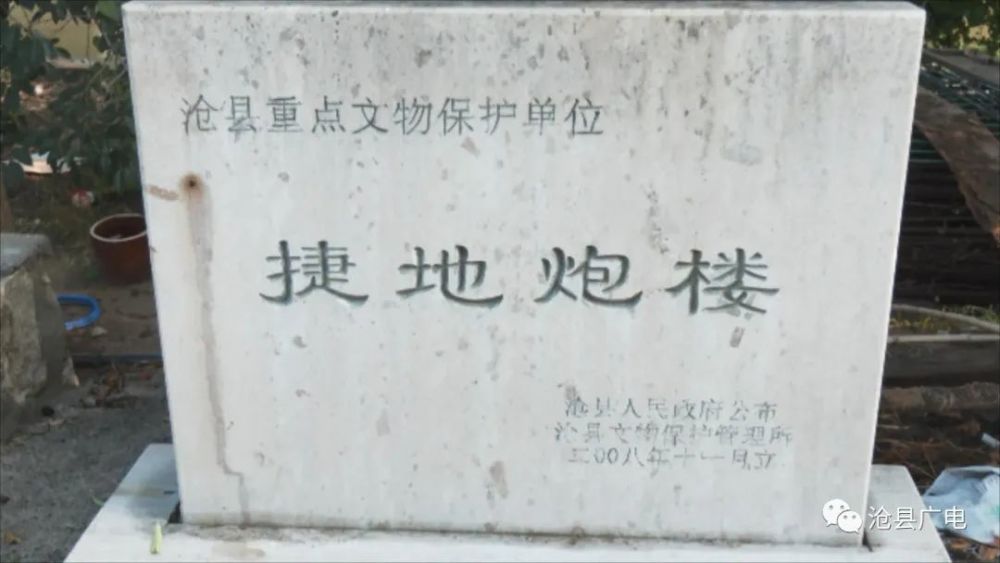 沧县重点文物保护单位
捷地炮楼
沧县人民政府公布
沧县文物保护管理所
二00八年十一月立
沧县广电